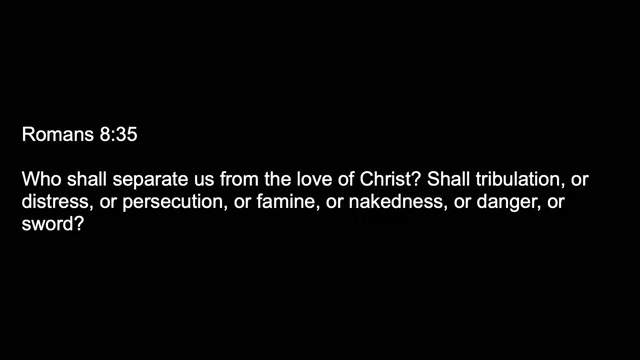 Romans 8:35
Who shall separate us from the love of Christ? Shall tribulation, or
distress, or persecution, or famine, or nakedness, or danger, or
sword?